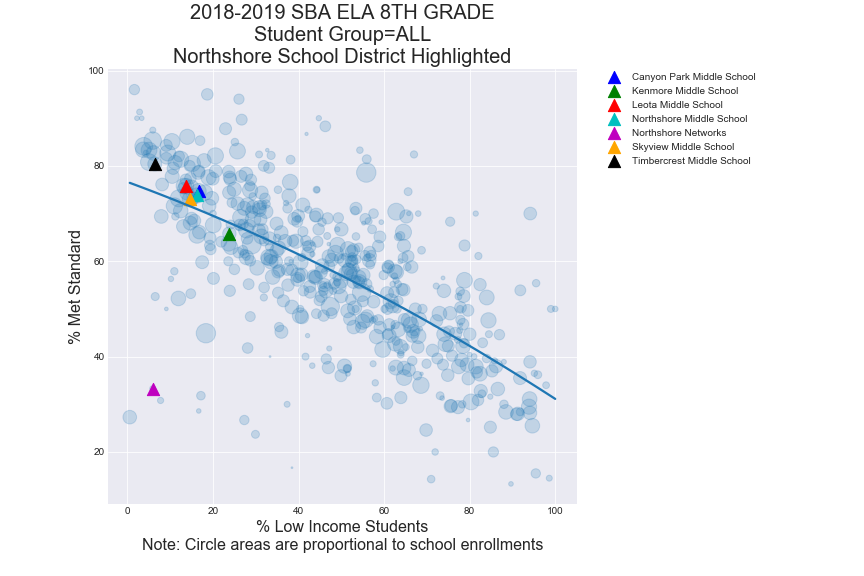 2018-2019 SBA ELA 8TH GRADE
Student Group=ALL
Northshore School District Highlighted
100
80
60
40
20
% Met Standard
0
20
40
60
80
100
% Low Income Students
Note: Circle areas are proportional to school enrollments
Canyon Park Middle School
Kenmore Middle School
Leota Middle School
Northshore Middle School
Northshore Networks
Skyview Middle School
Timbercrest Middle School